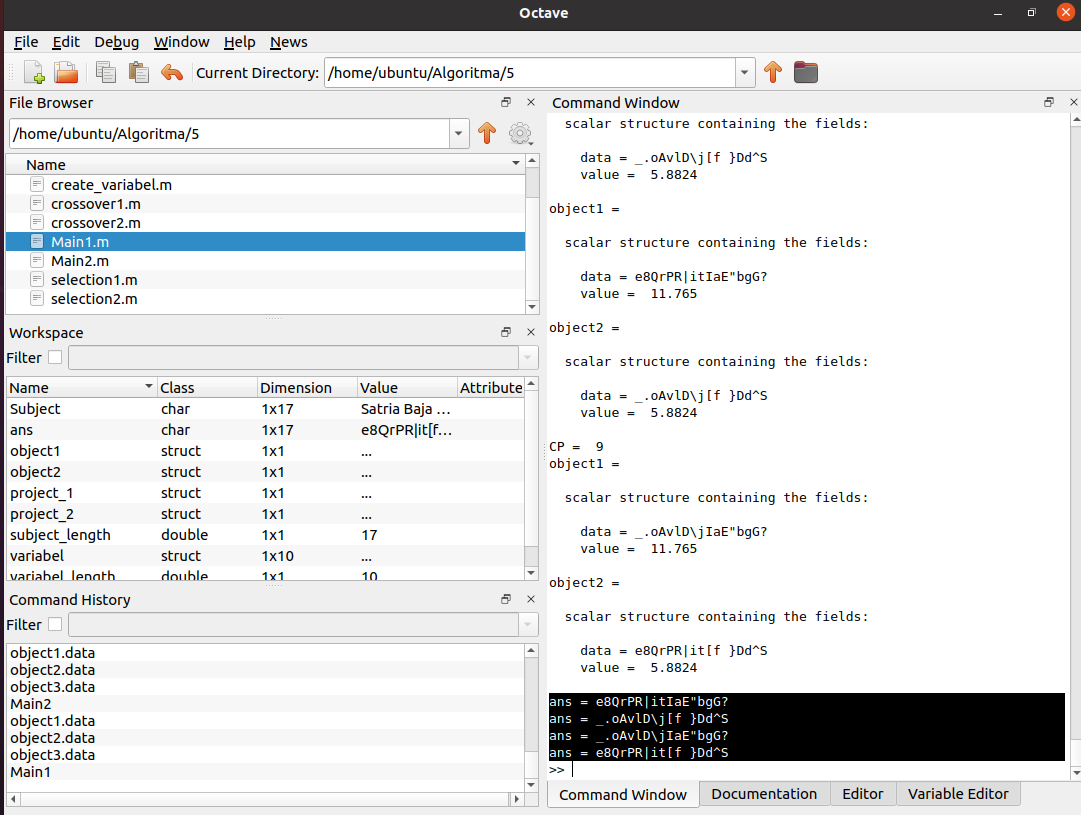 Octave
File Edit Debug Window Help News
Current Directory: /home/ubuntu/Algoritma/5
File Browser
/home/ubuntu/Algoritma/5
Name
create_variabel.m
crossover1.m
crossover2.m
Main1.m
Main2.m
selection1.m
selection2.m
Workspace
Filter
Name Class Dimension Value Attribute
Subject char 1x17 Satria Baja ...
ans char 1x17 e8QrPR|it[f...
object1 struct 1x1 ...
object2 struct 1x1 ...
project_1 struct 1x1 ...
project_2 struct 1x1 ...
subject_length double 1x1 17
variabel struct 1x10 ...
variabel_length double 1x1 10
Command History
Filter
object1.data
object2.data
object3.data
Main2
object1.data
object2.data
object3.data
Main1
Command Window
scalar structure containing the fields:
data = _.oAvlD\j[f }Dd^S
value =  5.8824
object1 =
scalar structure containing the fields:
data = e8QrPR|itIaE"bgG?
value =  11.765
object2 =
scalar structure containing the fields:
data = _.oAvlD\j[f }Dd^S
value =  5.8824
CP =  9
object1 =
scalar structure containing the fields:
data = _.oAvlD\jIaE"bgG?
value =  11.765
object2 =
scalar structure containing the fields:
data = e8QrPR|it[f }Dd^S
value =  5.8824
ans = e8QrPR|itIaE"bgG?
ans = _.oAvlD\j[f }Dd^S
ans = _.oAvlD\jIaE"bgG?
ans = e8QrPR|it[f }Dd^S
>>
Command Window Documentation Editor Variable Editor